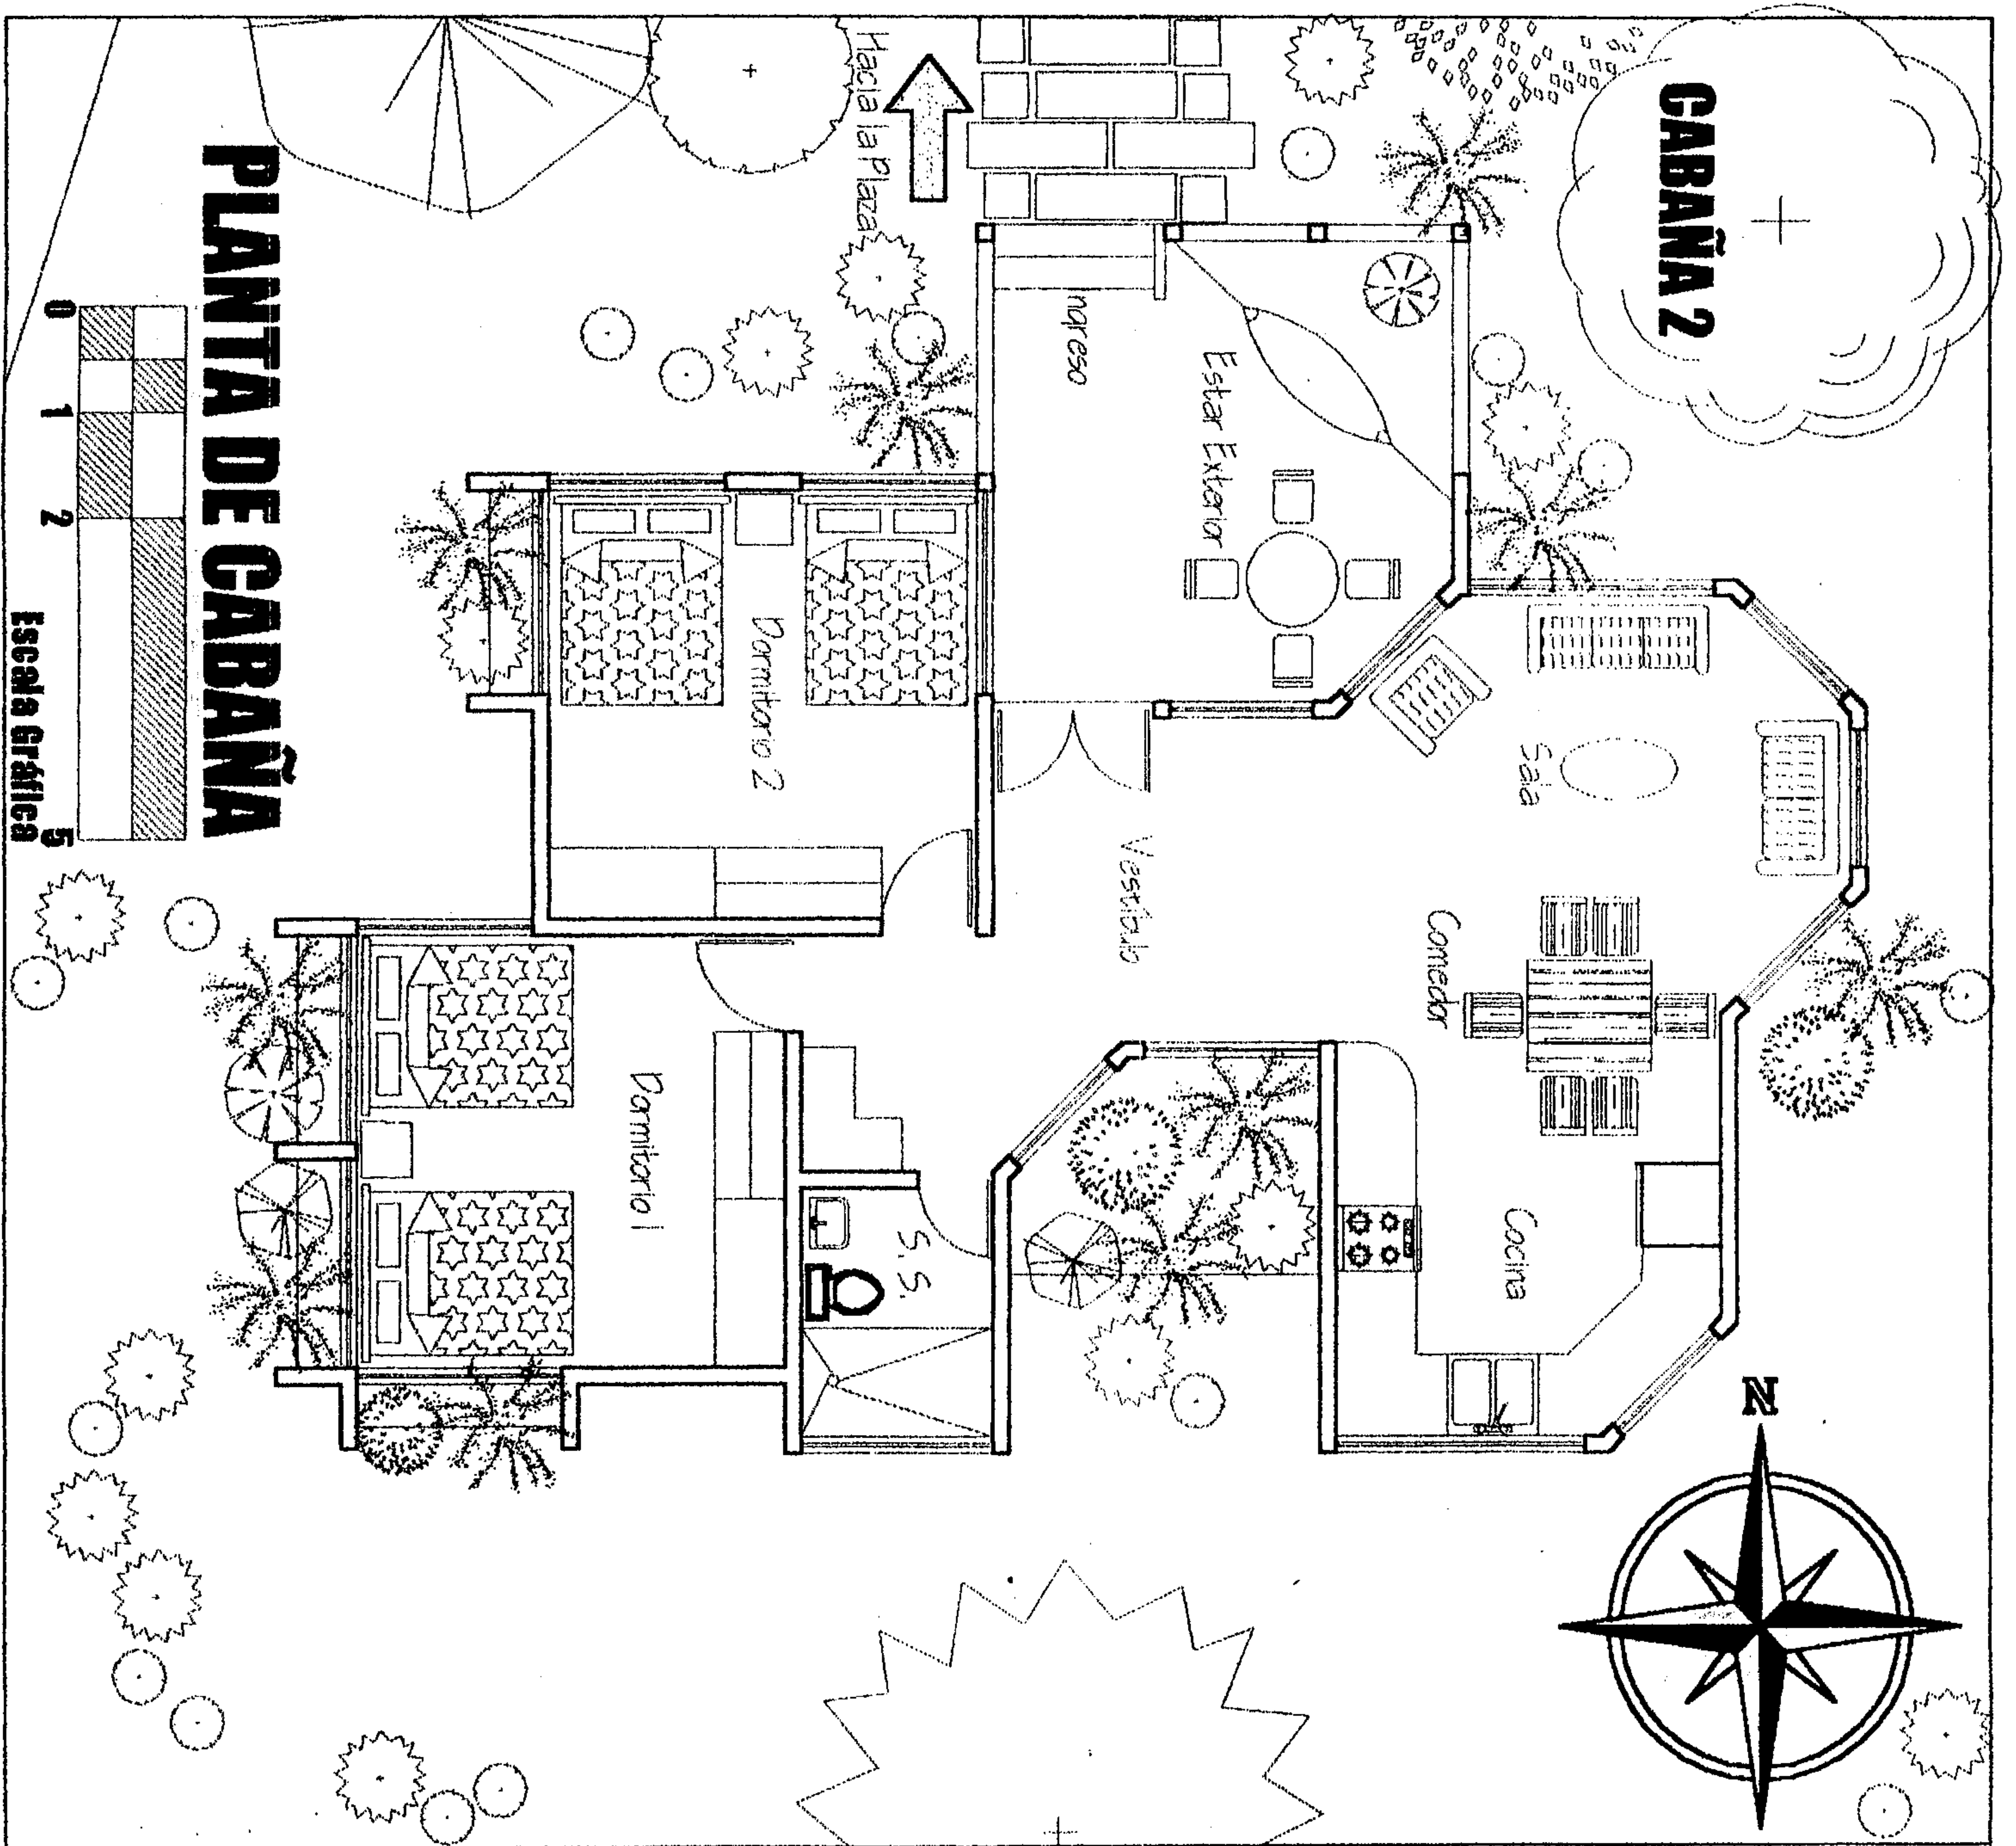 CABAÑA 2
Hacia la Plaza
Ingreso
Estar Exterior
Sala
Dormitorio 2
Vestíbulo
Comedor
Cocina
Dormitorio 1
S.S.
N
PLANTA DE CABAÑA
0 1 2 5
Escala Gráfica